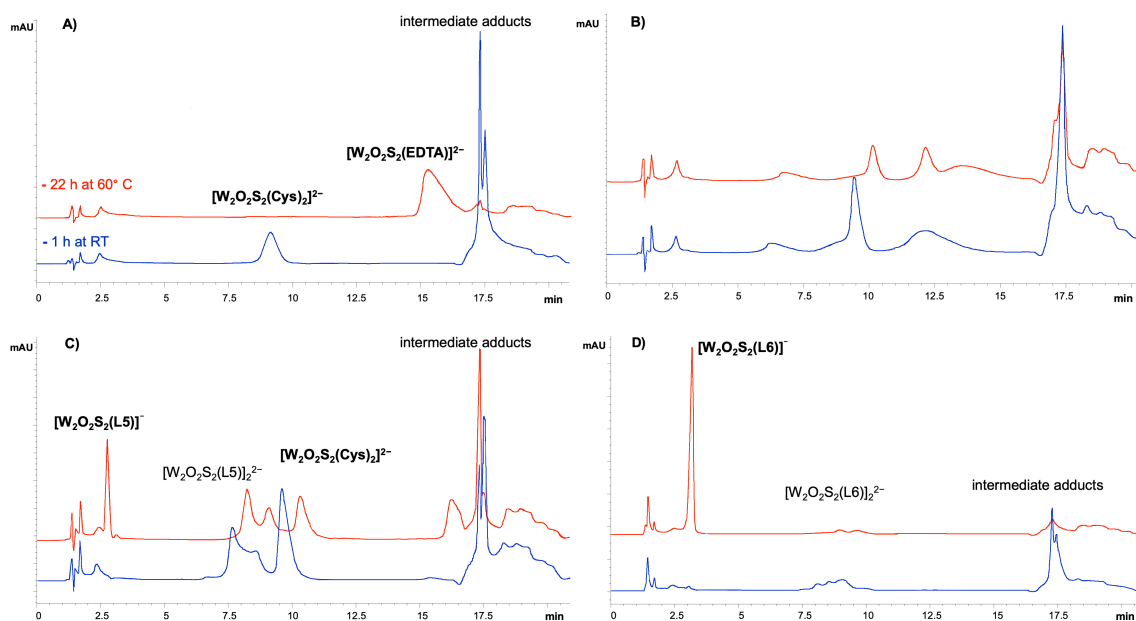 A)
mAU
intermediate adducts
[W₂O₂S₂(EDTA)]²⁻
- 22 h at 60° C
[W₂O₂S₂(Cys)₂]²⁻
- 1 h at RT
0 2.5 5 7.5 10 12.5 15 17.5 min
B)
mAU
0 2.5 5 7.5 10 12.5 15 17.5 min
C)
mAU
intermediate adducts
[W₂O₂S₂(L5)]⁻
[W₂O₂S₂(Cys)₂]²⁻
[W₂O₂S₂(L5)]₂²⁻
0 2.5 5 7.5 10 12.5 15 17.5 min
D)
mAU
[W₂O₂S₂(L6)]⁻
[W₂O₂S₂(L6)]₂²⁻
intermediate adducts
0 2.5 5 7.5 10 12.5 15 17.5 min